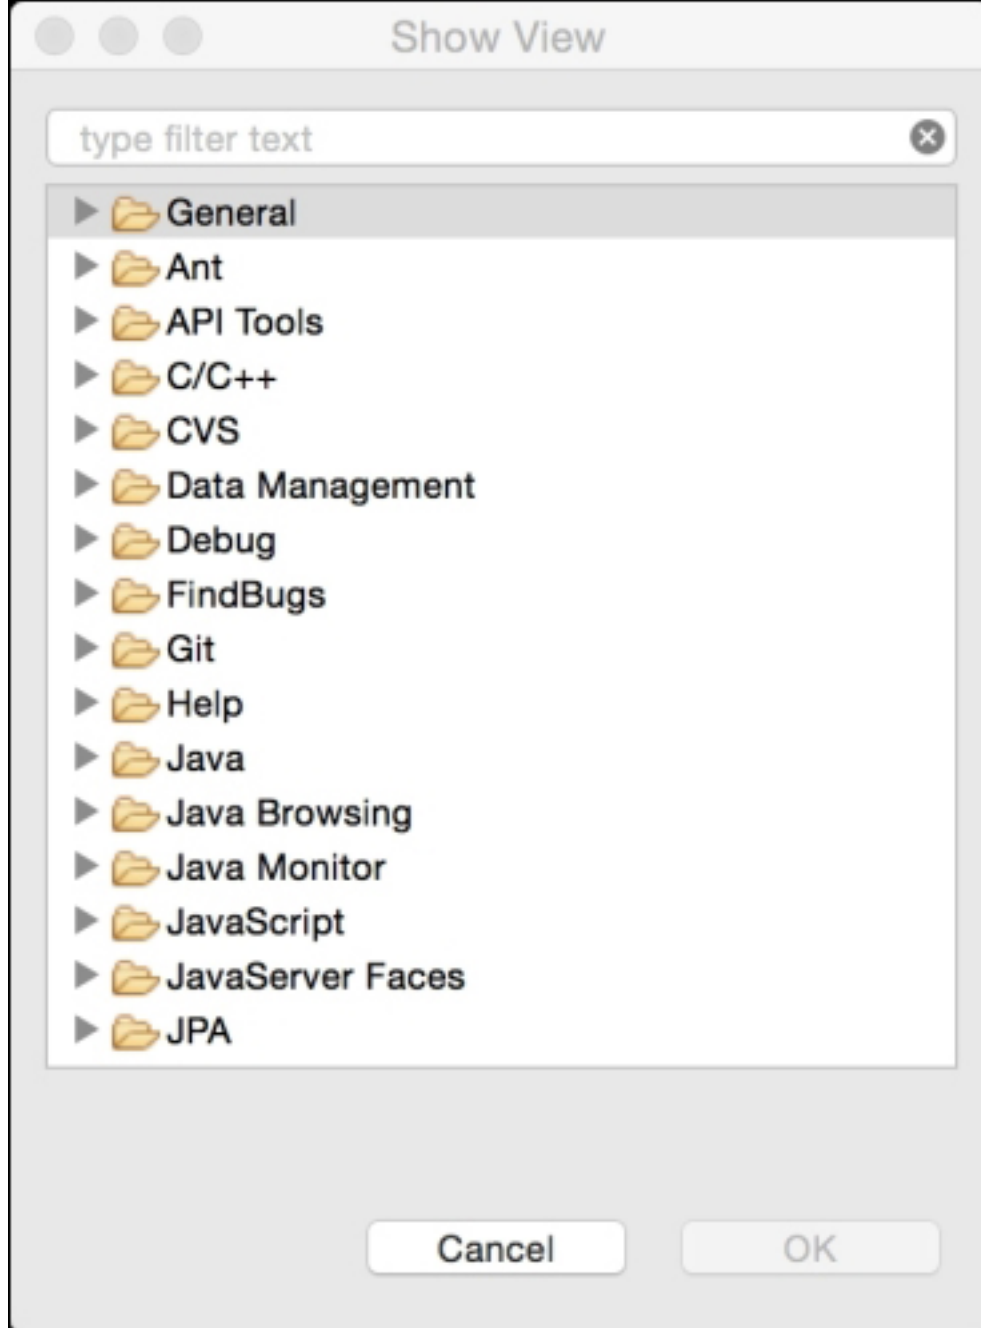 Show View
type filter text
General
Ant
API Tools
C/C++
CVS
Data Management
Debug
FindBugs
Git
Help
Java
Java Browsing
Java Monitor
JavaScript
JavaServer Faces
JPA
Cancel
OK